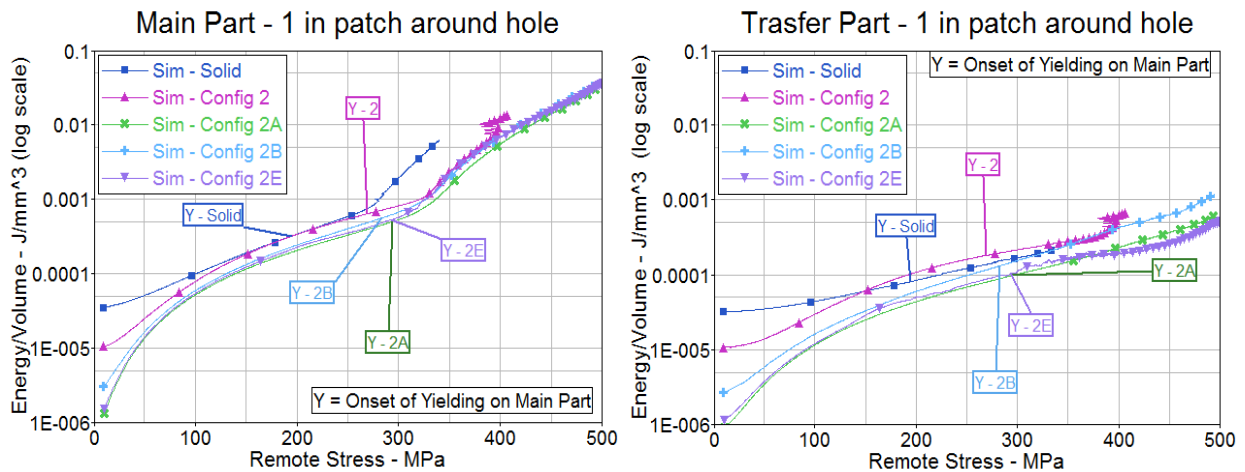 Main Part - 1 in patch around hole
Energy/Volume - J/mm^3 (log scale)
0.1
0.01
0.001
0.0001
1E-005
1E-006
Sim - Solid
Sim - Config 2
Sim - Config 2A
Sim - Config 2B
Sim - Config 2E
Y - 2
Y - Solid
Y - 2E
Y - 2B
Y - 2A
Y = Onset of Yielding on Main Part
0 100 200 300 400 500
Remote Stress - MPa
Trasfer Part - 1 in patch around hole
Energy/Volume - J/mm^3 (log scale)
0.1
0.01
0.001
0.0001
1E-005
1E-006
Sim - Solid
Sim - Config 2
Sim - Config 2A
Sim - Config 2B
Sim - Config 2E
Y = Onset of Yielding on Main Part
Y - 2
Y - Solid
Y - 2A
Y - 2E
Y - 2B
0 100 200 300 400 500
Remote Stress - MPa